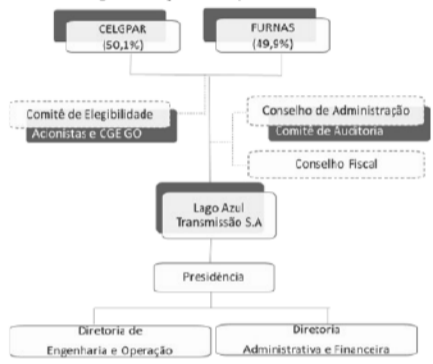 CELGPAR
(50,1%)
FURNAS
(49,9%)
Comitê de Elegibilidade
Acionistas e CGE GO
Conselho de Administração
Comitê de Auditoria
Conselho Fiscal
Lago Azul
Transmissão S.A
Presidência
Diretoria de
Engenharia e Operação
Diretoria
Administrativa e Financeira